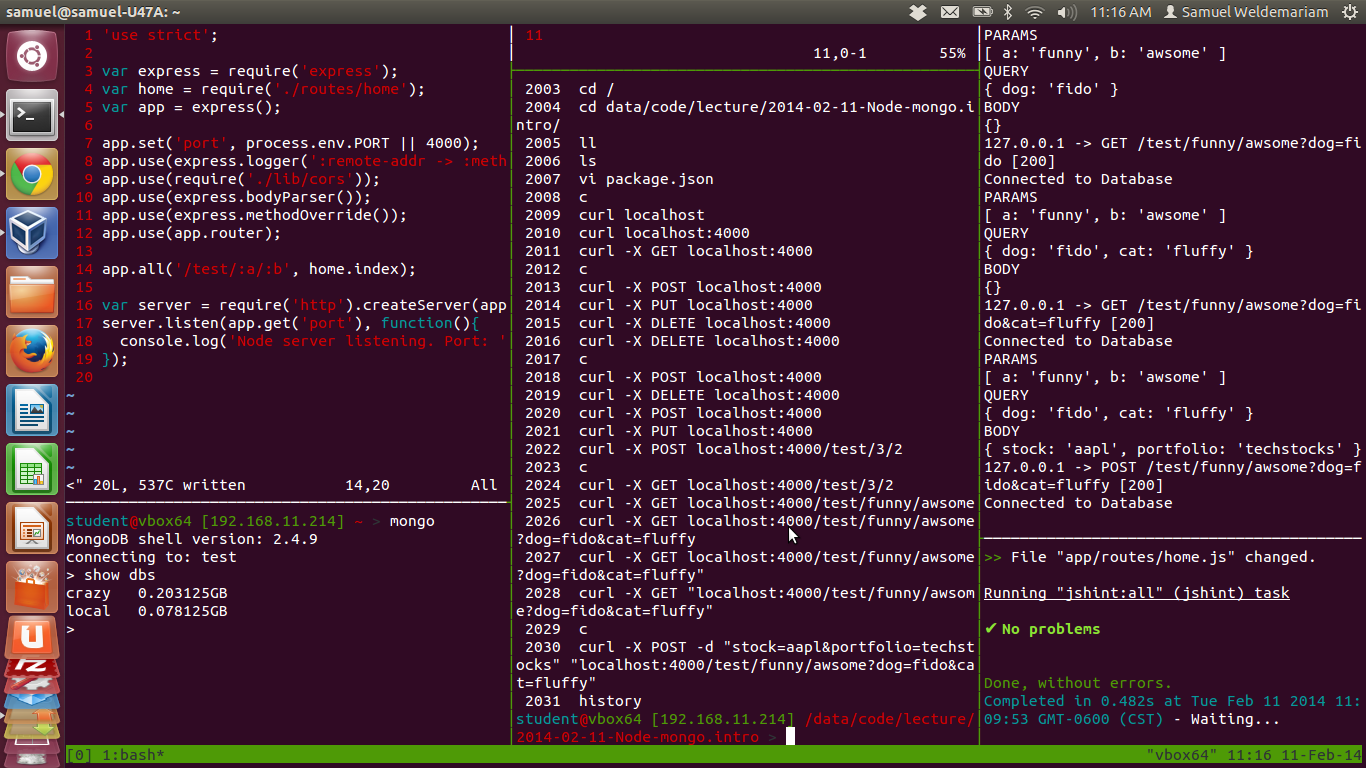 samuel@samuel-U47A: ~
11:16 AM
Samuel Weldemariam
1 'use strict';
2
3 var express = require('express');
4 var home = require('./routes/home');
5 var app = express();
6
7 app.set('port', process.env.PORT || 4000);
8 app.use(express.logger(':remote-addr -> :meth
9 app.use(require('./lib/cors'));
10 app.use(express.bodyParser());
11 app.use(express.methodOverride());
12 app.use(app.router);
13
14 app.all('/test/:a/:b', home.index);
15
16 var server = require('http').createServer(app
17 server.listen(app.get('port'), function(){
18   console.log('Node server listening. Port: '
19 });
20
~
~
~
~
~
<" 20L, 537C written 14,20 All
student@vbox64 [192.168.11.214] ~ > mongo
MongoDB shell version: 2.4.9
connecting to: test
> show dbs
crazy 0.203125GB
local 0.078125GB
>
11
11,0-1 55%
2003 cd /
2004 cd data/code/lecture/2014-02-11-Node-mongo.i
ntro/
2005 ll
2006 ls
2007 vi package.json
2008 c
2009 curl localhost
2010 curl localhost:4000
2011 curl -X GET localhost:4000
2012 c
2013 curl -X POST localhost:4000
2014 curl -X PUT localhost:4000
2015 curl -X DLETE localhost:4000
2016 curl -X DELETE localhost:4000
2017 c
2018 curl -X POST localhost:4000
2019 curl -X DELETE localhost:4000
2020 curl -X POST localhost:4000
2021 curl -X PUT localhost:4000
2022 curl -X POST localhost:4000/test/3/2
2023 c
2024 curl -X GET localhost:4000/test/3/2
2025 curl -X GET localhost:4000/test/funny/awsome
2026 curl -X GET localhost:4000/test/funny/awsome
?dog=fido&cat=fluffy
2027 curl -X GET localhost:4000/test/funny/awsome
?dog=fido&cat=fluffy"
2028 curl -X GET "localhost:4000/test/funny/awsom
e?dog=fido&cat=fluffy"
2029 c
2030 curl -X POST -d "stock=aapl&portfolio=techst
ocks" "localhost:4000/test/funny/awsome?dog=fido&ca
t=fluffy"
2031 history
student@vbox64 [192.168.11.214] /data/code/lecture/
2014-02-11-Node-mongo.intro >
PARAMS
[ a: 'funny', b: 'awsome' ]
QUERY
{ dog: 'fido' }
BODY
{}
127.0.0.1 -> GET /test/funny/awsome?dog=fi
do [200]
Connected to Database
PARAMS
[ a: 'funny', b: 'awsome' ]
QUERY
{ dog: 'fido', cat: 'fluffy' }
BODY
{}
127.0.0.1 -> GET /test/funny/awsome?dog=fi
do&cat=fluffy [200]
Connected to Database
PARAMS
[ a: 'funny', b: 'awsome' ]
QUERY
{ dog: 'fido', cat: 'fluffy' }
BODY
{ stock: 'aapl', portfolio: 'techstocks' }
127.0.0.1 -> POST /test/funny/awsome?dog=f
ido&cat=fluffy [200]
Connected to Database
>> File "app/routes/home.js" changed.
Running "jshint:all" (jshint) task
✔ No problems
Done, without errors.
Completed in 0.482s at Tue Feb 11 2014 11:
09:53 GMT-0600 (CST) - Waiting...
[0] 1:bash* "vbox64" 11:16 11-Feb-14